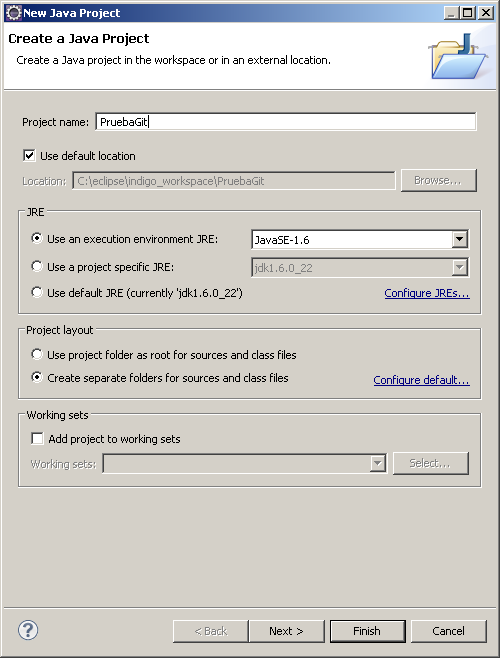 New Java Project
Create a Java Project
Create a Java project in the workspace or in an external location.
Project name: PruebaGit
Use default location
Location: C:\eclipse\indigo_workspace\PruebaGit Browse...
JRE
Use an execution environment JRE: JavaSE-1.6
Use a project specific JRE: jdk1.6.0_22
Use default JRE (currently 'jdk1.6.0_22') Configure JREs...
Project layout
Use project folder as root for sources and class files
Create separate folders for sources and class files Configure default...
Working sets
Add project to working sets
Working sets: Select...
? < Back Next > Finish Cancel